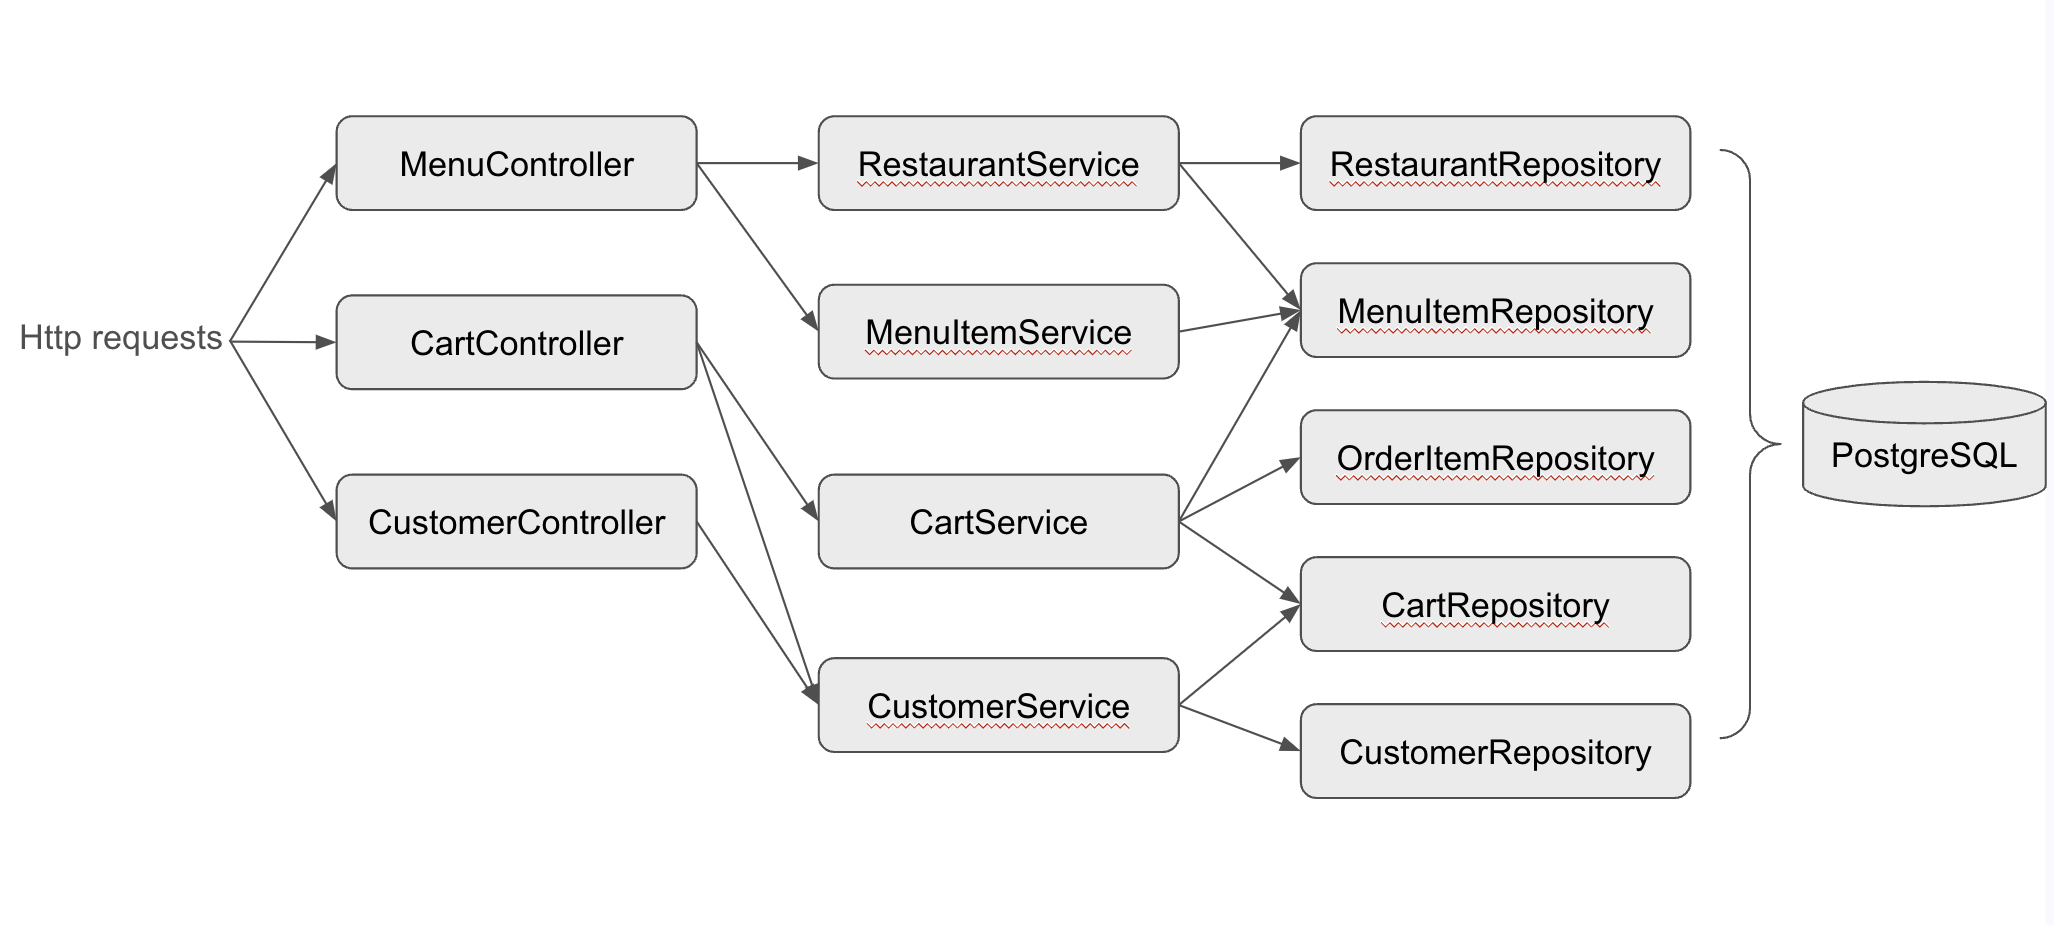 Http requests
MenuController
CartController
CustomerController
RestaurantService
MenuItemService
CartService
CustomerService
RestaurantRepository
MenuItemRepository
OrderItemRepository
CartRepository
CustomerRepository
PostgreSQL